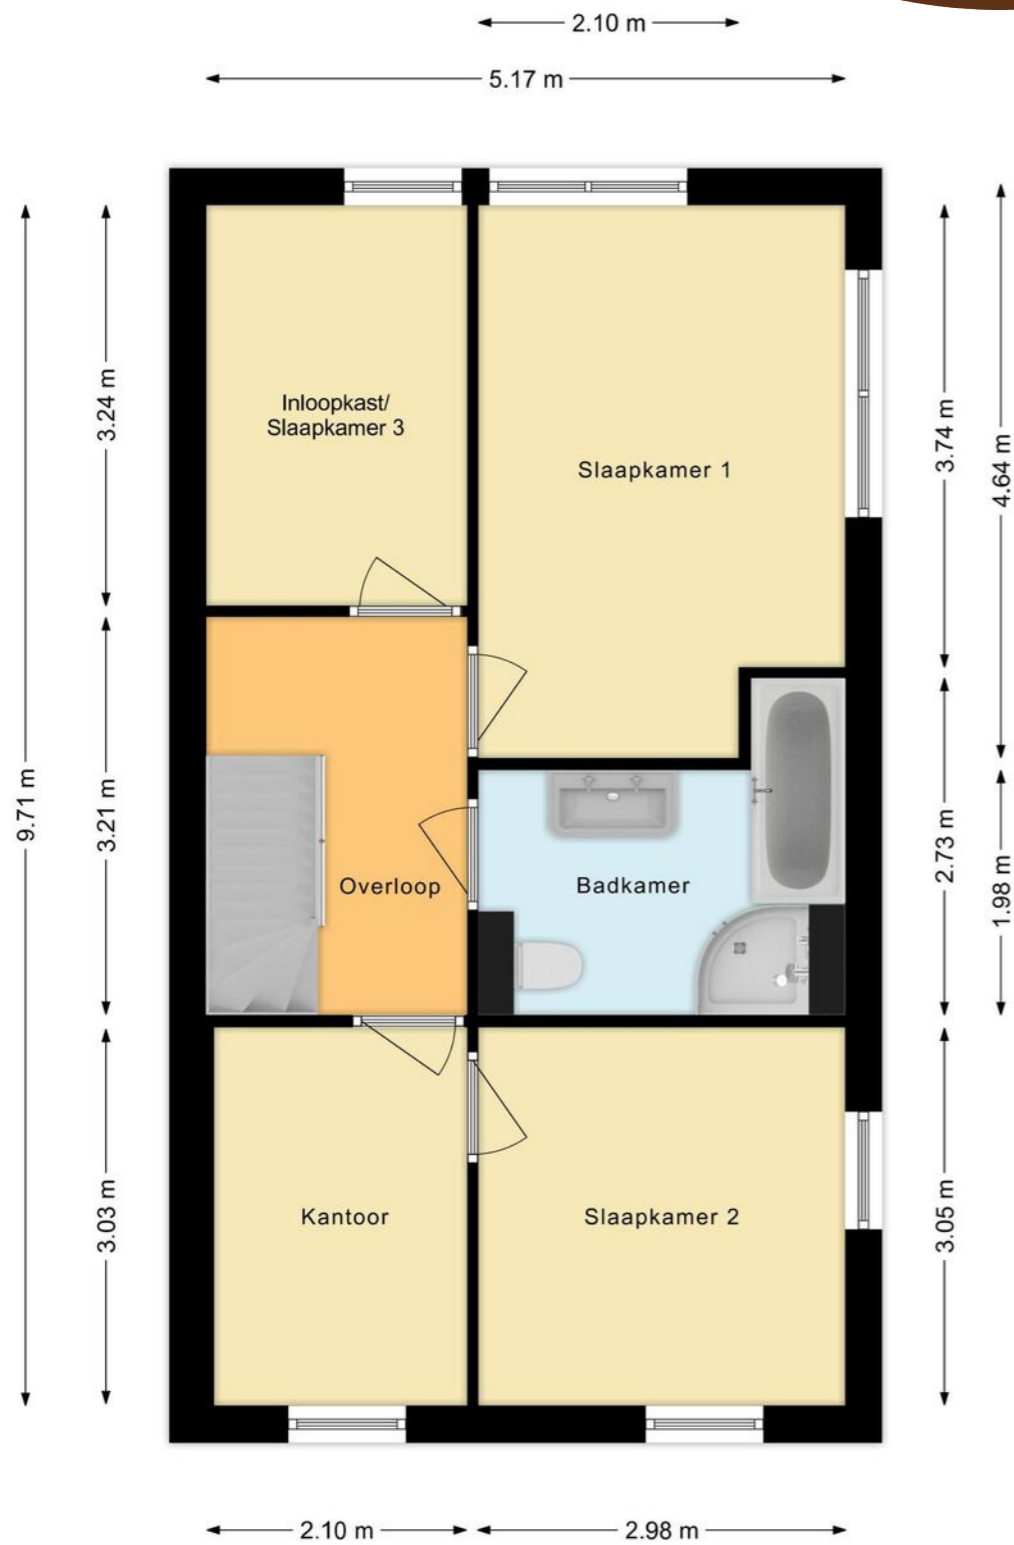 2.10 m
5.17 m
3.24 m
3.74 m
4.64 m
Inloopkast/
Slaapkamer 3
Slaapkamer 1
9.71 m
3.21 m
2.73 m
1.98 m
Overloop
Badkamer
3.03 m
3.05 m
Kantoor
Slaapkamer 2
2.10 m
2.98 m